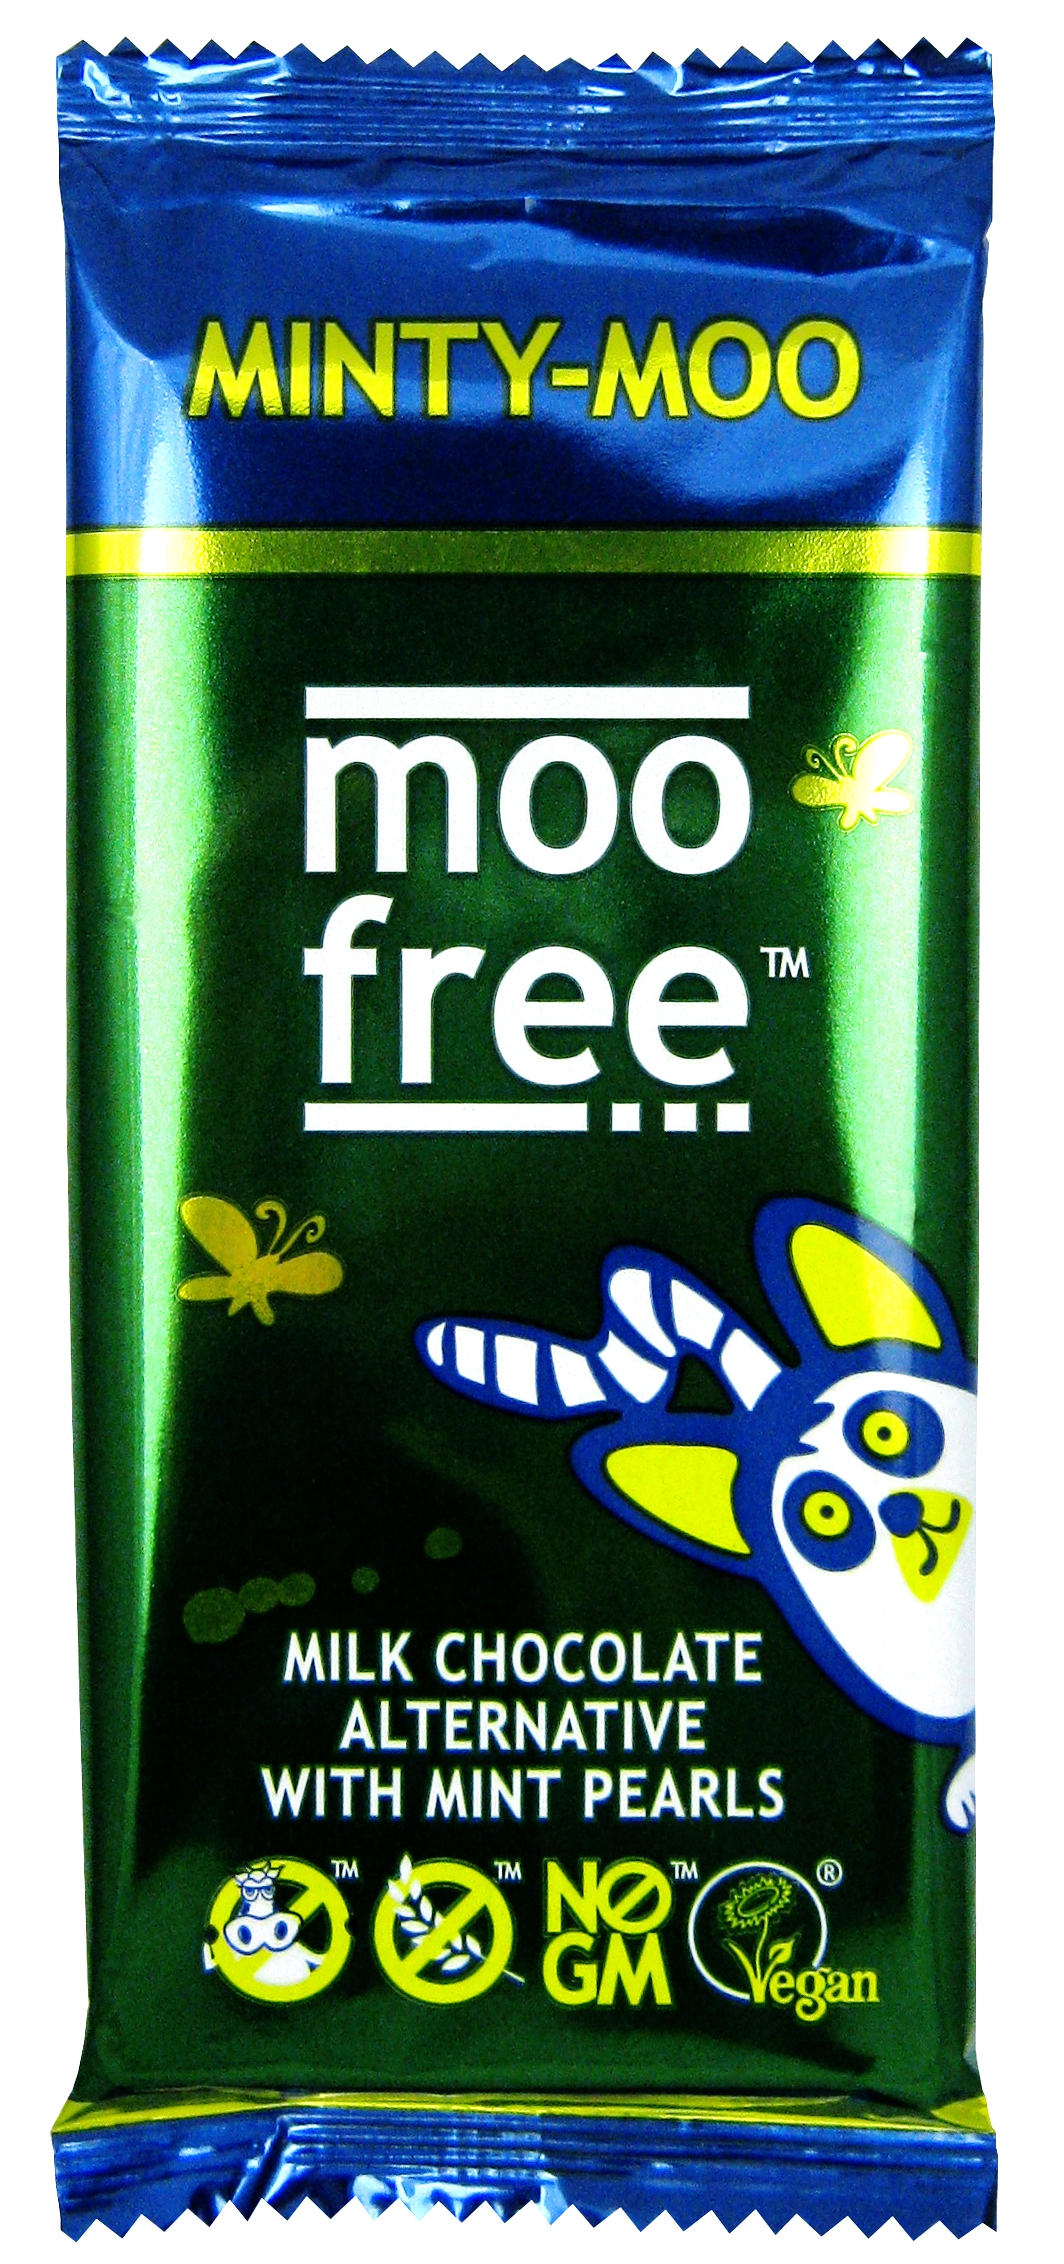 MINTY-MOO
moo
free™
MILK CHOCOLATE
ALTERNATIVE
WITH MINT PEARLS
™ ™ NO™ ®
GM Vegan